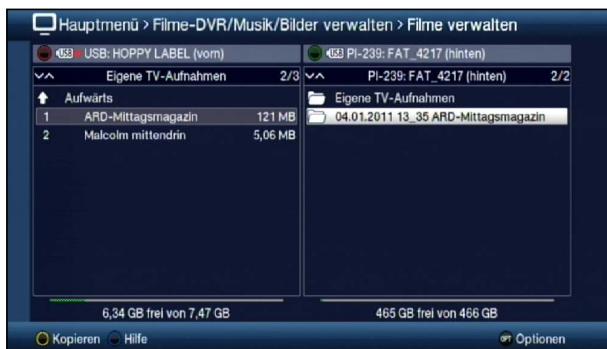 Hauptmenü > Filme-DVR/Musik/Bilder verwalten > Filme verwalten
USB USB: HOPPY LABEL (vorn)
USB PI-239: FAT_4217 (hinten)
Eigene TV-Aufnahmen 2/3
PI-239: FAT_4217 (hinten) 2/2
Aufwärts
Eigene TV-Aufnahmen
1 ARD-Mittagsmagazin 121 MB
04.01.2011 13_35 ARD-Mittagsmagazin
2 Malcolm mittendrin 5,06 MB
6,34 GB frei von 7,47 GB
465 GB frei von 466 GB
Kopieren Hilfe
OPT Optionen